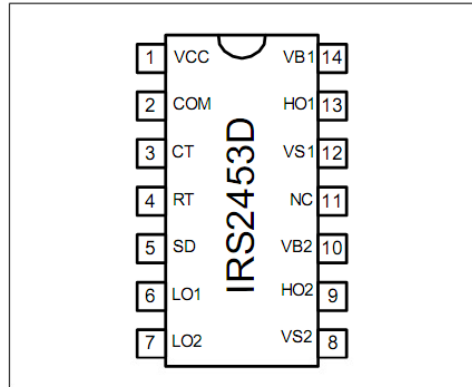 1 VCC VB1 14
2 COM HO1 13
3 CT VS1 12
4 RT NC 11
5 SD VB2 10
6 LO1 HO2 9
7 LO2 VS2 8
IRS2453D